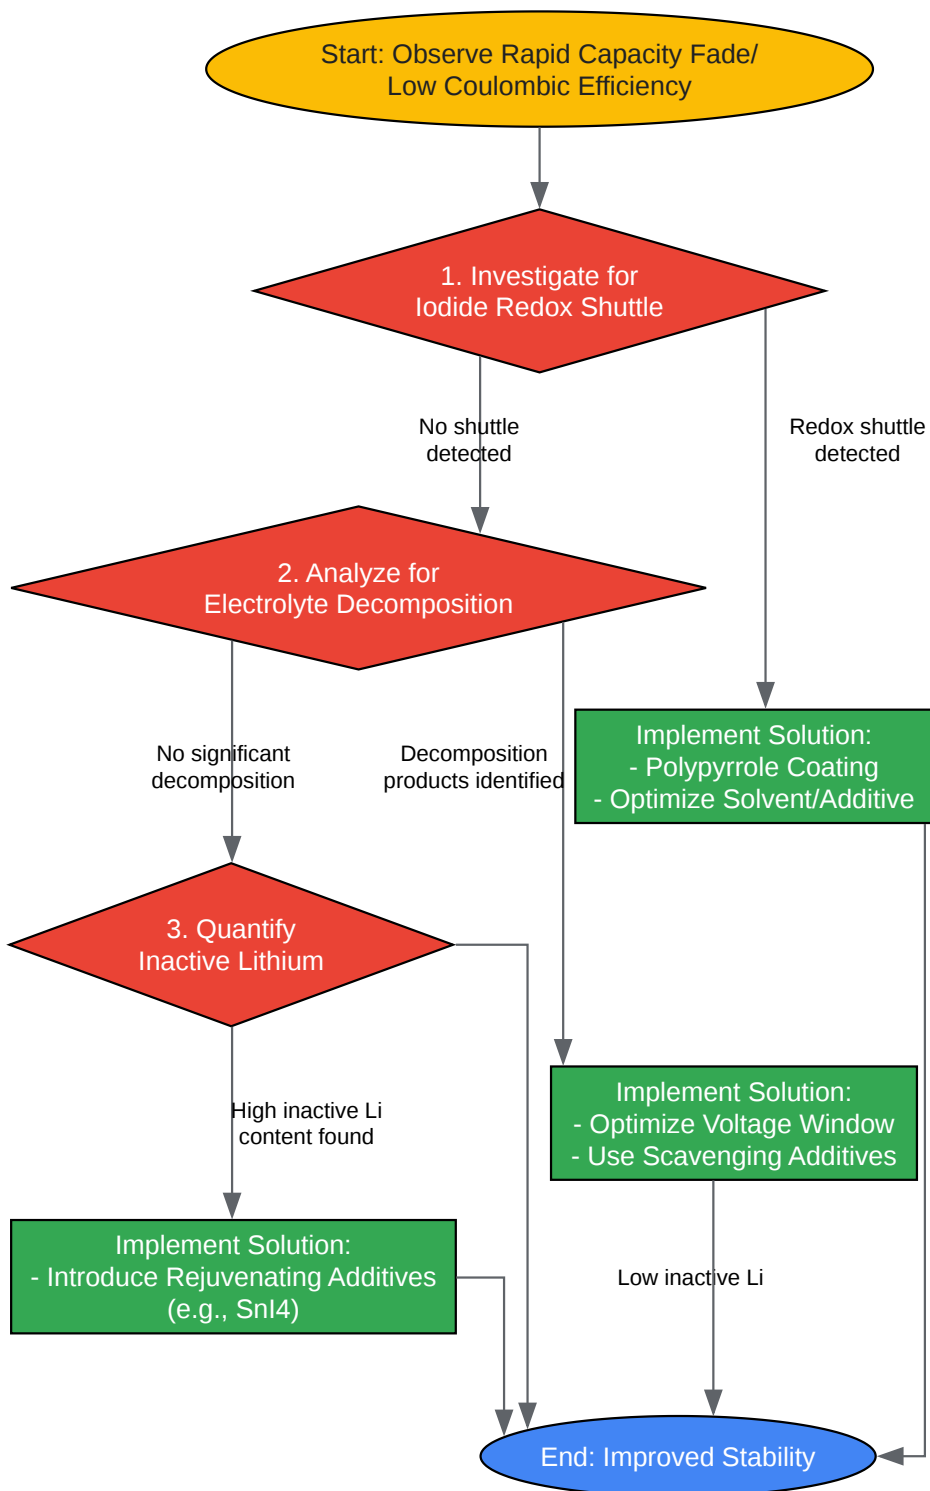 Start: Observe Rapid Capacity Fade/
Low Coulombic Efficiency
1. Investigate for
Iodide Redox Shuttle
No shuttle
detected
Redox shuttle
detected
2. Analyze for
Electrolyte Decomposition
No significant
decomposition
Decomposition
products identified
Implement Solution:
- Polypyrrole Coating
- Optimize Solvent/Additive
3. Quantify
Inactive Lithium
High inactive Li
content found
Implement Solution:
- Optimize Voltage Window
- Use Scavenging Additives
Implement Solution:
- Introduce Rejuvenating Additives
(e.g., SnI4)
Low inactive Li
End: Improved Stability